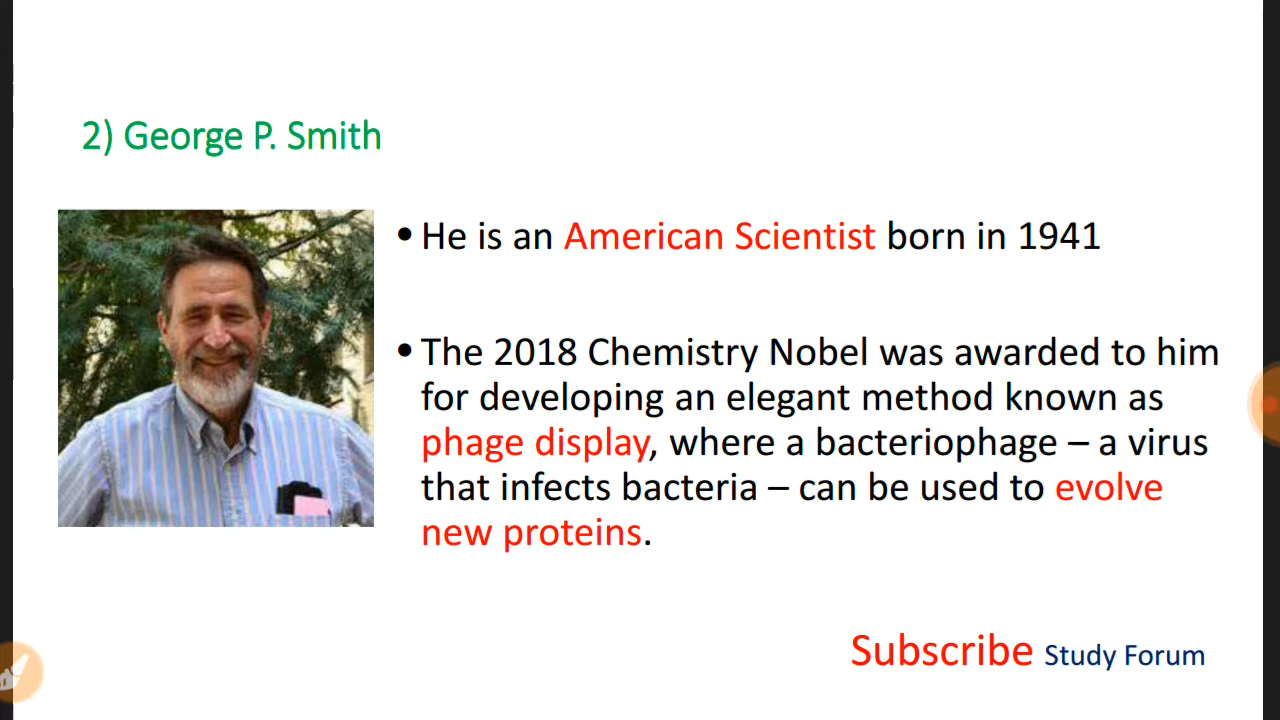 2) George P. Smith
• He is an American Scientist born in 1941
• The 2018 Chemistry Nobel was awarded to him
for developing an elegant method known as
phage display, where a bacteriophage – a virus
that infects bacteria – can be used to evolve
new proteins.
Subscribe Study Forum